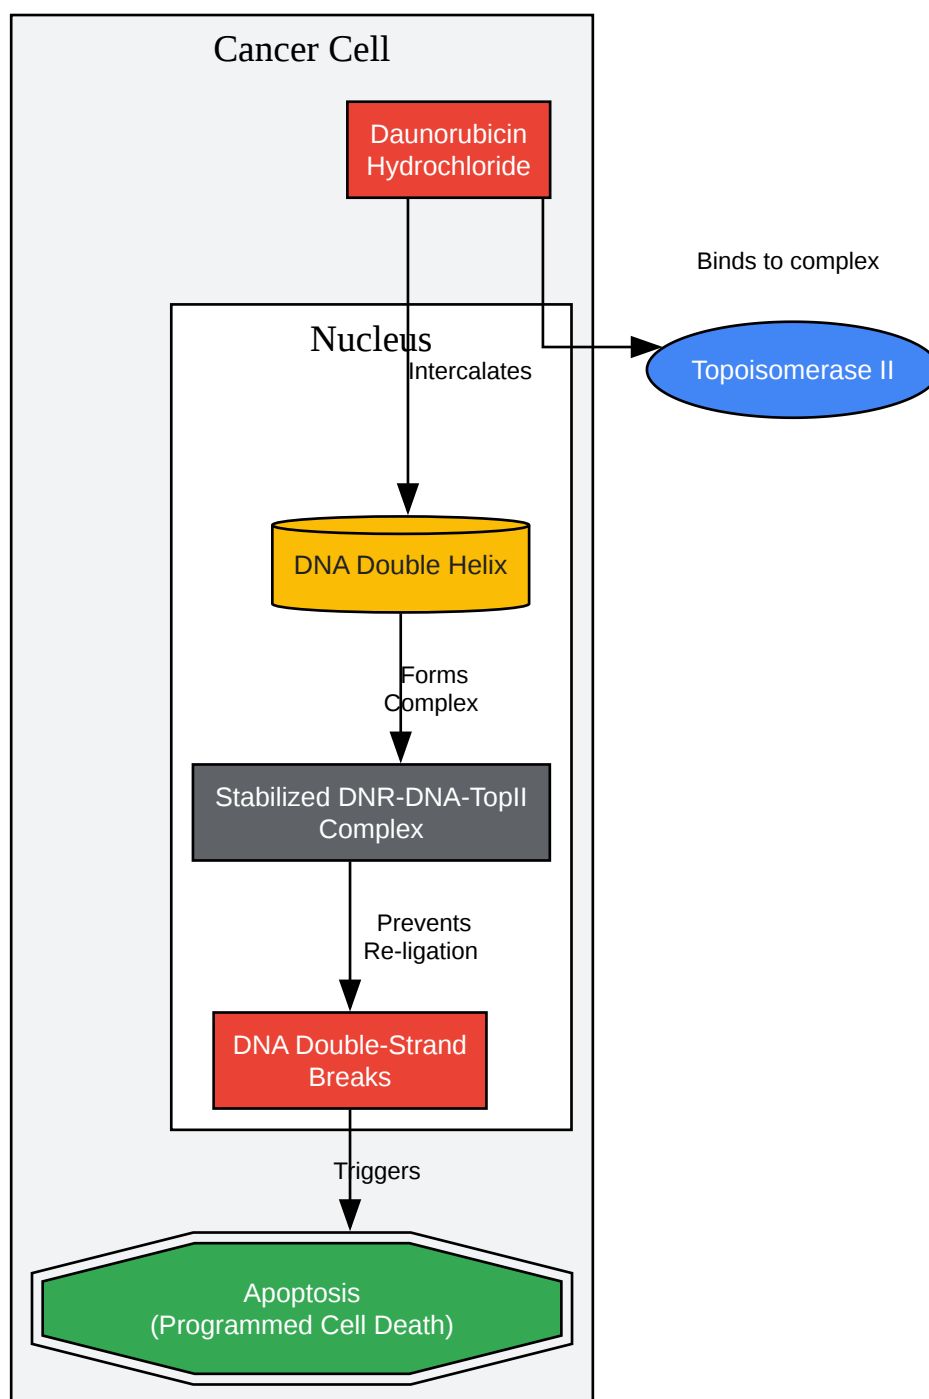 Cancer Cell
Daunorubicin
Hydrochloride
Binds to complex
Nucleus
Topoisomerase II
Intercalates
DNA Double Helix
Forms
Complex
Stabilized DNR-DNA-TopII
Complex
Prevents
Re-ligation
DNA Double-Strand
Breaks
Triggers
Apoptosis
(Programmed Cell Death)